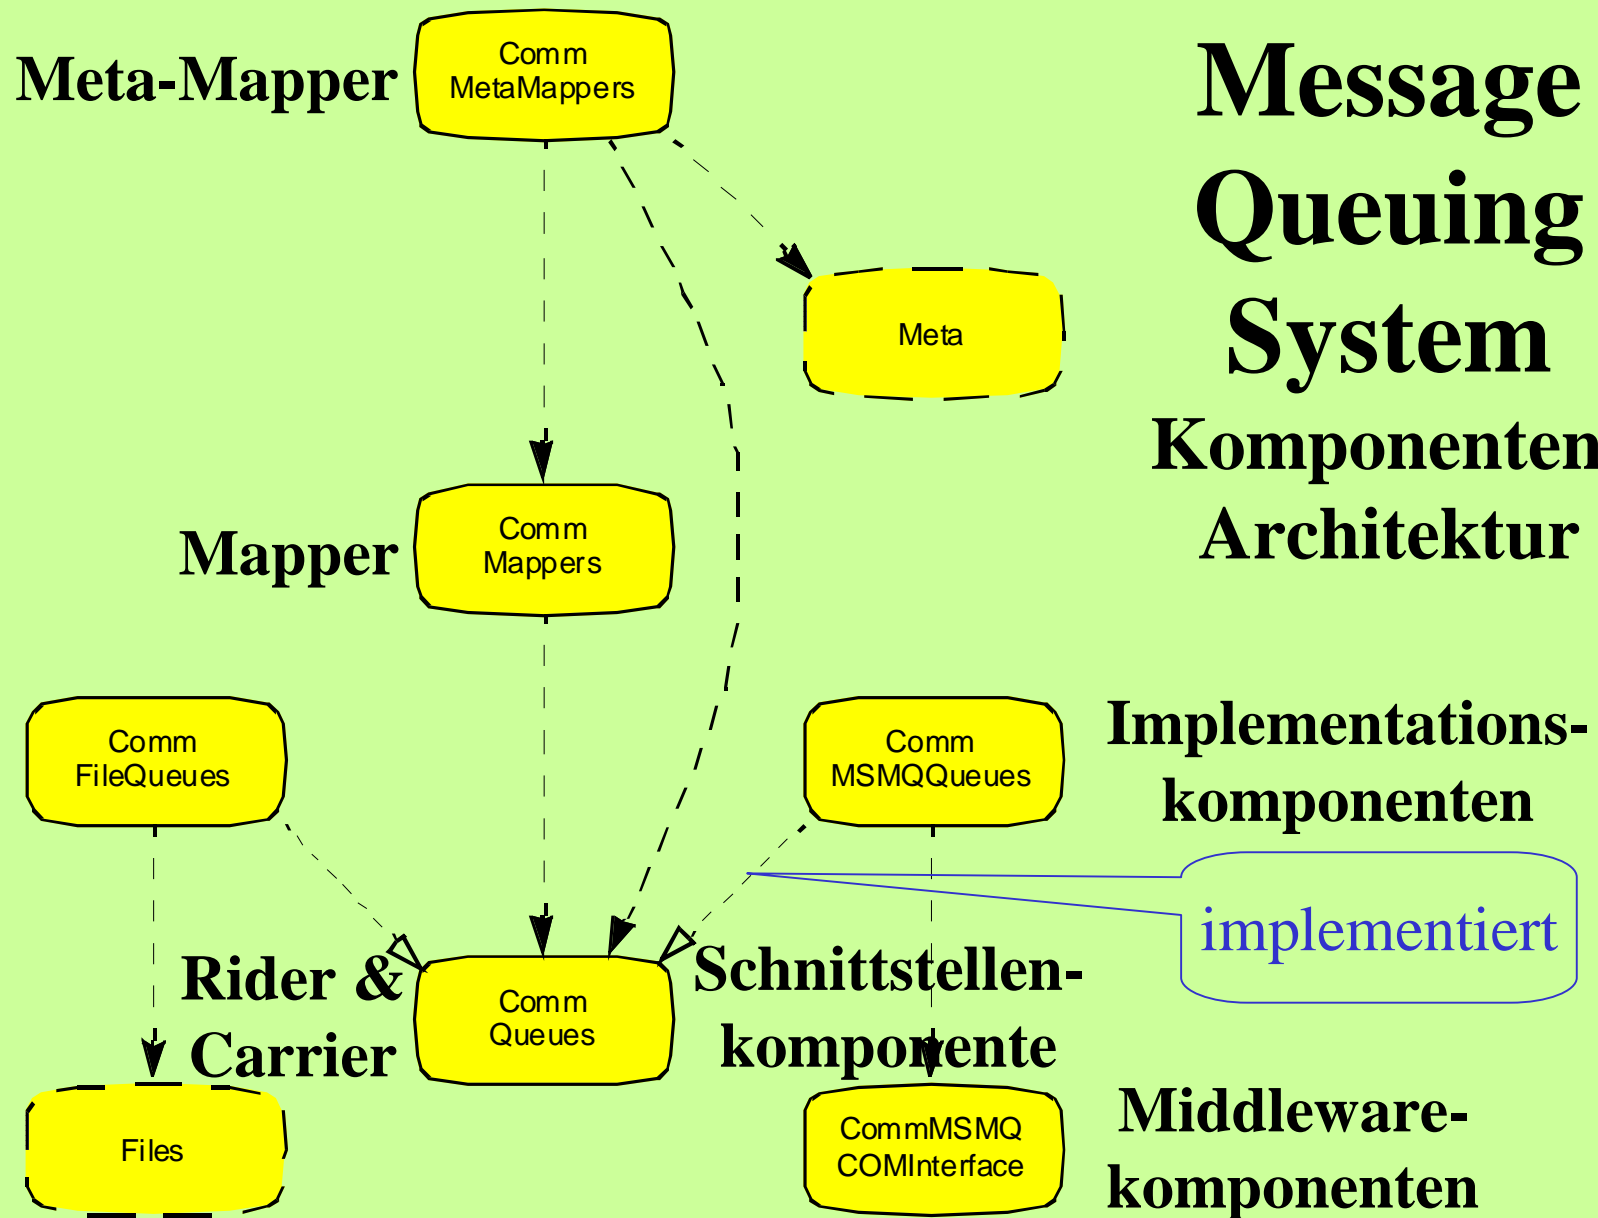 Message
Queuing
System
Komponenten
Architektur
Meta-Mapper
Comm
MetaMappers
Meta
Mapper
Comm
Mappers
Comm
FileQueues
Comm
MSMQQueues
Implementations-
komponenten
implementiert
Rider &
Carrier
Comm
Queues
Schnittstellen-
komponente
Files
CommMSMQ
COMInterface
Middleware-
komponenten